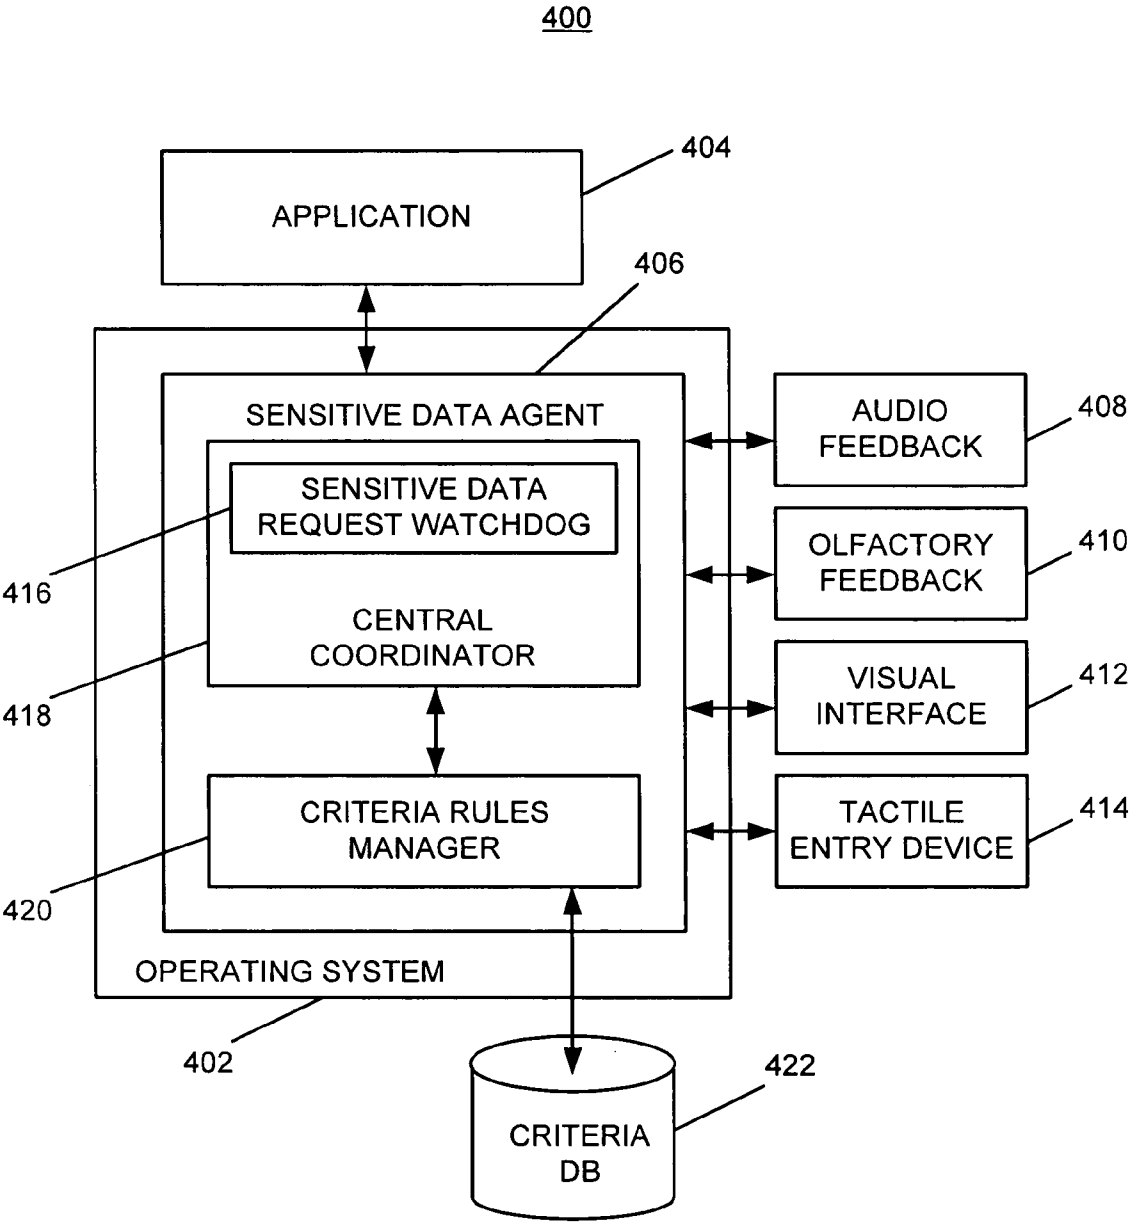 400
404
APPLICATION
406
SENSITIVE DATA AGENT
AUDIO
FEEDBACK
408
SENSITIVE DATA
REQUEST WATCHDOG
OLFACTORY
FEEDBACK
410
416
CENTRAL
COORDINATOR
VISUAL
INTERFACE
412
418
CRITERIA RULES
MANAGER
TACTILE
ENTRY DEVICE
414
420
OPERATING SYSTEM
402
422
CRITERIA
DB